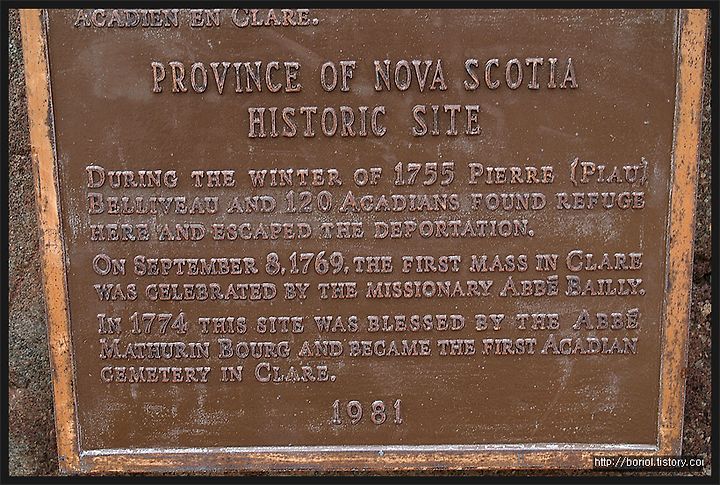 ACADIEN EN CLARE.
PROVINCE OF NOVA SCOTIA
HISTORIC SITE
DURING THE WINTER OF 1755 PIERRE (PIAU)
BELLIVEAU AND 120 ACADIANS FOUND REFUGE
HERE AND ESCAPED THE DEPORTATION.
ON SEPTEMBER 8, 1769, THE FIRST MASS IN CLARE
WAS CELEBRATED BY THE MISSIONARY ABBÉ BAILLY.
IN 1774 THIS SITE WAS BLESSED BY THE ABBÉ
MATHURIN BOURG AND BECAME THE FIRST ACADIAN
CEMETERY IN CLARE.
1981
http://boriol.tistory.co